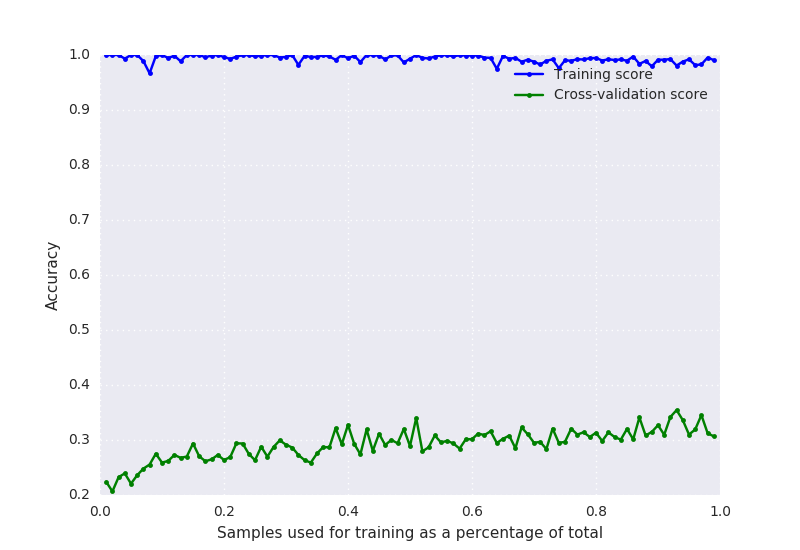 1.0
Training score
Cross-validation score
0.9
0.8
0.7
0.6
Accuracy
0.5
0.4
0.3
0.2
0.0 0.2 0.4 0.6 0.8 1.0
Samples used for training as a percentage of total